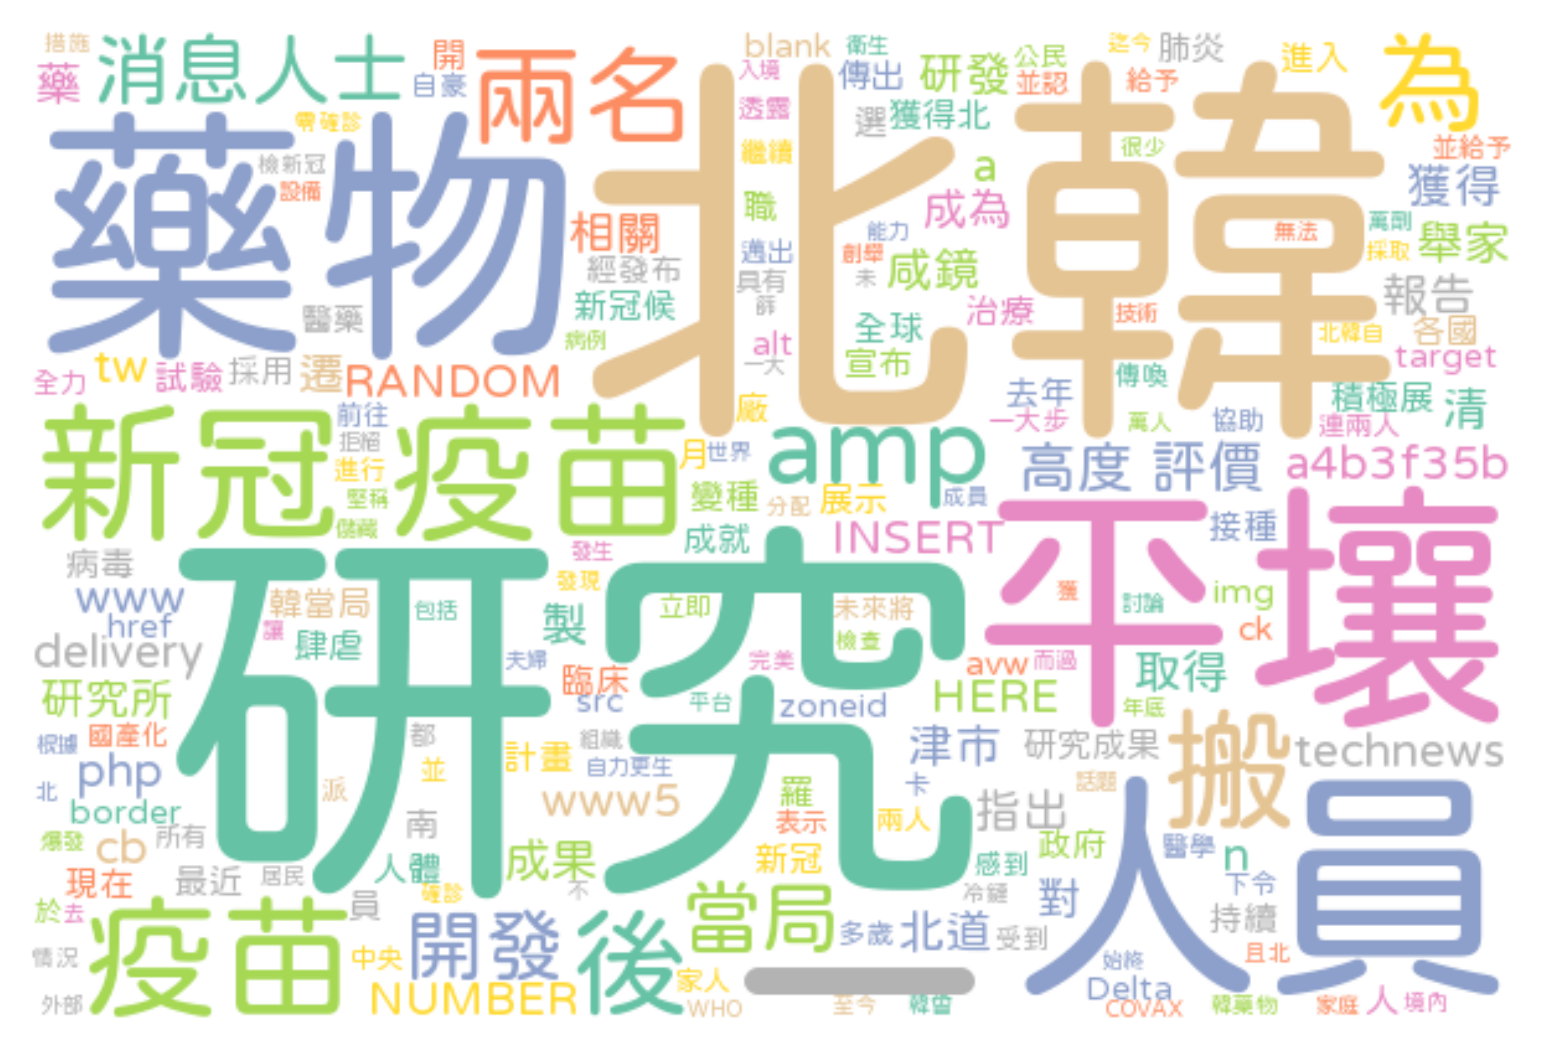 措施
消息人士
開
兩名
blank
衛生
迄今
肺炎
為
藥
自豪
入境
傳出
研發
公民
並認
給予
進入
零確診
透露
選
獲得北
很少
並給予
藥物
北韓
檢新冠
設備
繼續
a
獲得
相關
職
成為
能力
無法
萬劑
採取
舉家
經發布
邁出
創舉
未
咸鏡
具有
醫藥
新冠候
篩
治療
技術
報告
病例
alt
全球
北韓自
各國
全力
tw
試驗
採用
遷
RANDOM
一大
宣布
傳喚
target
前往
廠
去年
一大步
萬人
協助
積極展
連兩人
清
新冠疫苗
拒絕
進行
堅稱
儲藏
月
世界
amp
高度
評價
a4b3f35b
變種
分配
展示
成員
病毒
發生
成就
INSERT
平壤
接種
www
href
韓當局
包括
發現
立即
未來將
獲
討論
img
讓
肆虐
製
檢查
ck
delivery
研究
夫婦
完美
avw
而過
取得
臨床
src
平台
zoneid
HERE
年底
研究所
根據
國產化
都
計畫
組織
自力更生
津市
研究成果
搬
technews
php
並
北
派
www5
羅
卡
話題
border
南
表示
兩人
指出
爆發
cb
所有
成果
新冠
感到
政府
醫學
n
人員
現在
最近
居民
人體
確診
不
冷鏈
對
下令
於
去
員
當局
持續
疫苗
開發
後
多歲
北道
受到
且北
情況
中央
家人
一
始終
Delta
外部
NUMBER
WHO
至今
韓曾
COVAX
韓藥物
家庭
人
境內